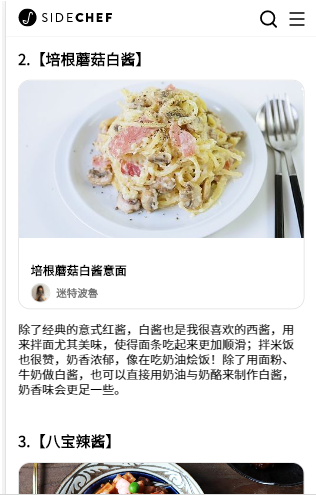 SIDECHEF
2.【培根蘑菇白酱】
培根蘑菇白酱意面
迷特波鲁
除了经典的意式红酱，白酱也是我很喜欢的西酱，用
来拌面尤其美味，使得面条吃起来更加顺滑；拌米饭
也很赞，奶香浓郁，像在吃奶油烩饭！除了用面粉、
牛奶做白酱，也可以直接用奶油与奶酪来制作白酱，
奶香味会更足一些。
3.【八宝辣酱】